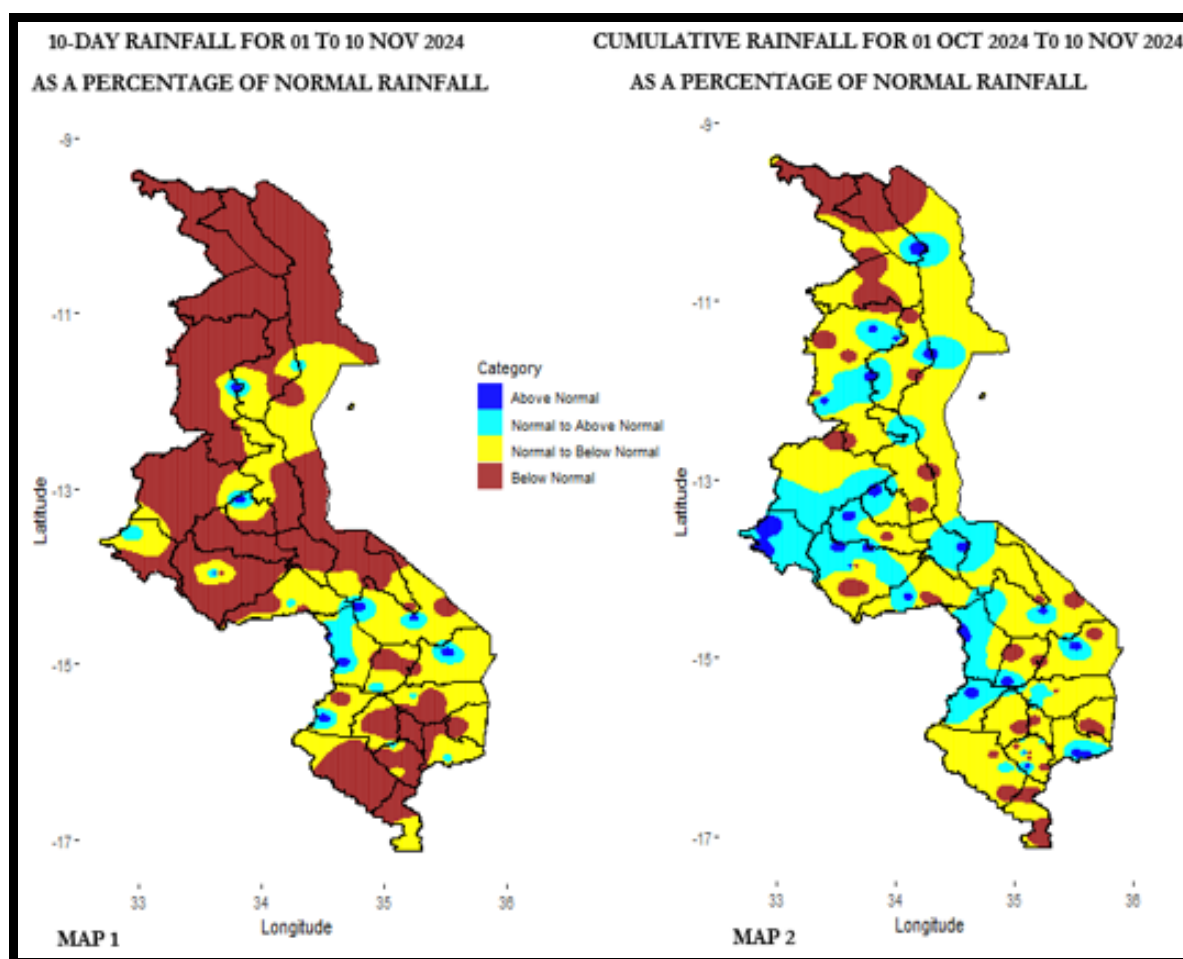 10-DAY RAINFALL FOR 01 T0 10 NOV 2024
AS A PERCENTAGE OF NORMAL RAINFALL
CUMULATIVE RAINFALL FOR 01 OCT 2024 T0 10 NOV 2024
AS A PERCENTAGE OF NORMAL RAINFALL
-9
-11
-13
-15
-17
Latitude
33
34
35
36
Longitude
MAP 1
Category
Above Normal
Normal to Above Normal
Normal to Below Normal
Below Normal
-9
-11
-13
-15
-17
Latitude
33
34
35
36
Longitude
MAP 2